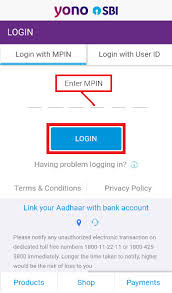 yono SBI
LOGIN
Login with MPIN
Login with User ID
Enter MPIN
LOGIN
Having problem logging in?
Terms & Conditions
Privacy Policy
Link your Aadhaar with bank account
Please notify any unauthorized electronic transaction on
dedicated toll free numbers 1800-11-22-11 or 1800-425-
3800 immediately. Longer the time taken to notify, higher
would be the risk of loss to you
Products
Shop
Payments